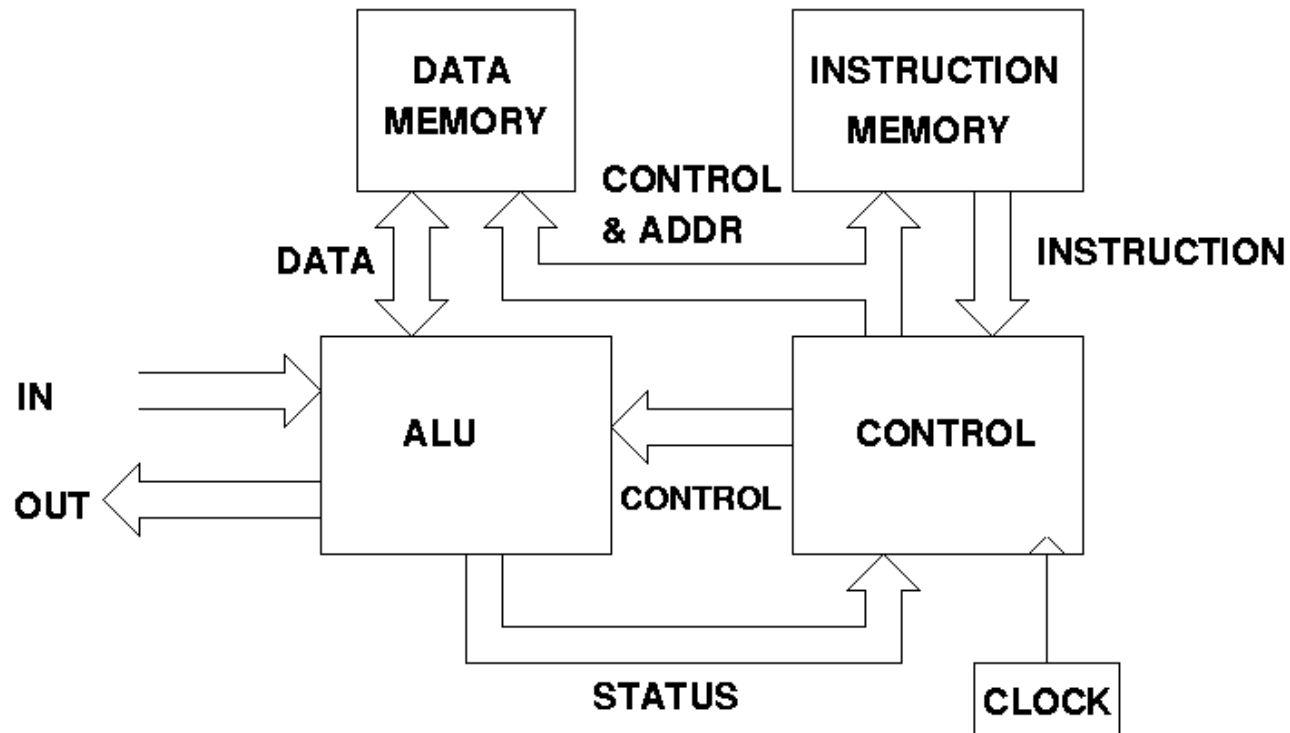 DATA
MEMORY
INSTRUCTION
MEMORY
CONTROL
& ADDR
DATA
INSTRUCTION
IN
ALU
CONTROL
OUT
CONTROL
STATUS
CLOCK